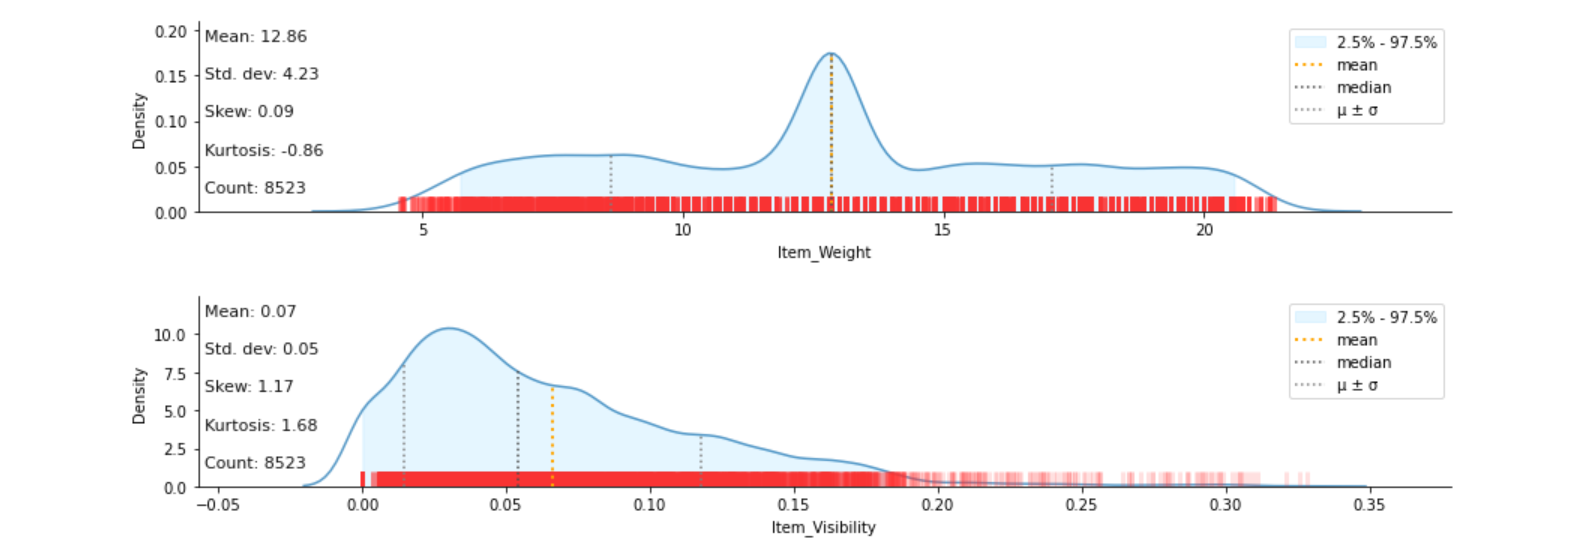 Mean: 12.86
Std. dev: 4.23
Skew: 0.09
Kurtosis: -0.86
Count: 8523
Density
0.20
0.15
0.10
0.05
0.00
5 10 15 20
Item_Weight
2.5% - 97.5%
mean
median
μ ± σ
Mean: 0.07
Std. dev: 0.05
Skew: 1.17
Kurtosis: 1.68
Count: 8523
Density
10.0
7.5
5.0
2.5
0.0
−0.05 0.00 0.05 0.10 0.15 0.20 0.25 0.30 0.35
Item_Visibility
2.5% - 97.5%
mean
median
μ ± σ